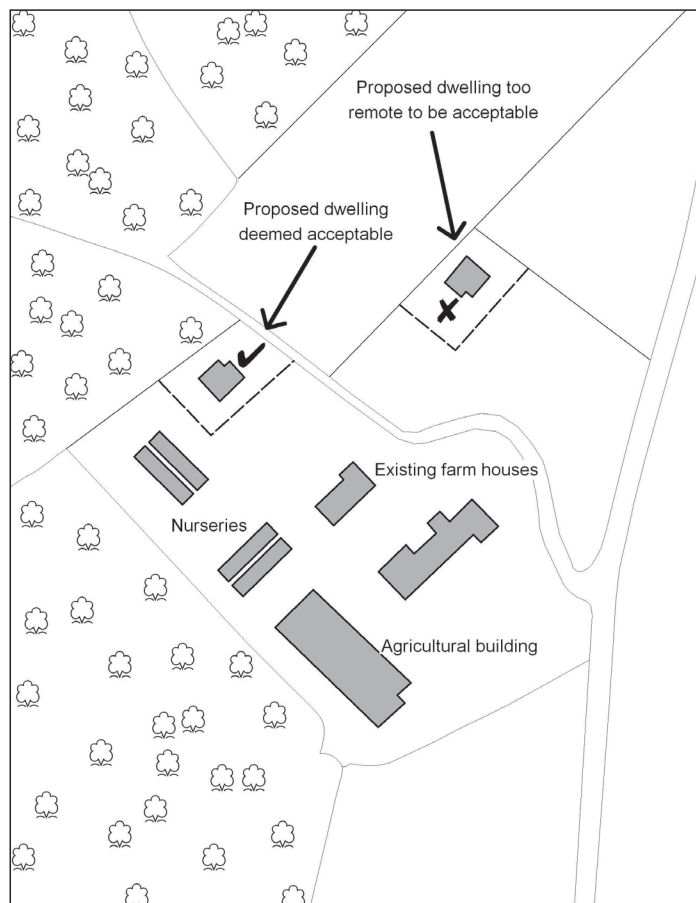 Proposed dwelling too
remote to be acceptable
Proposed dwelling
deemed acceptable
Existing farm houses
Nurseries
Agricultural building